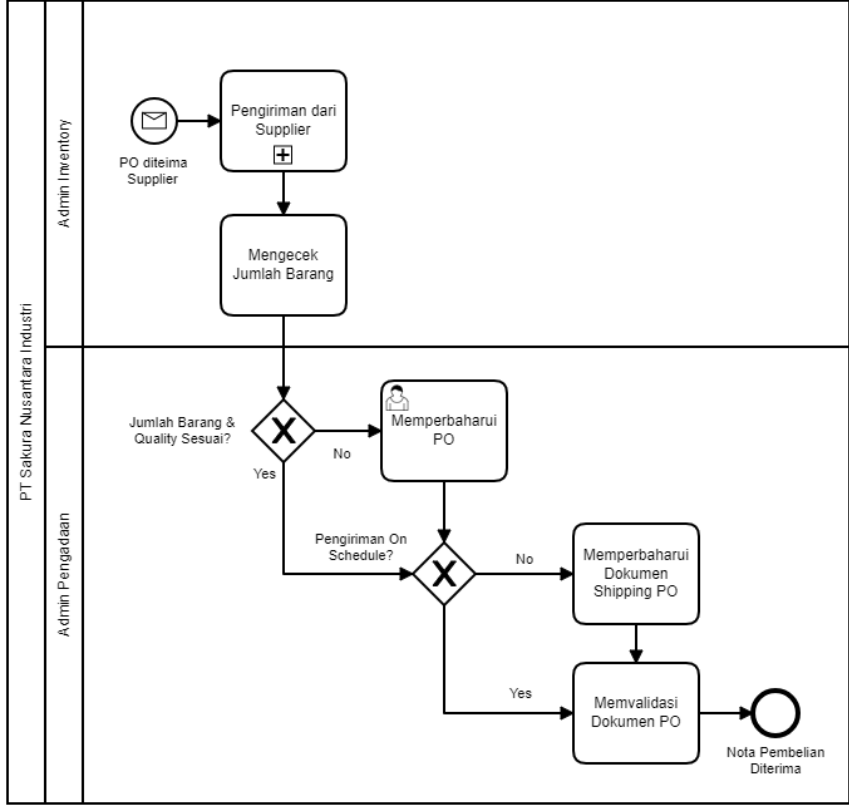 PT Sakura Nusantara Industri
Admin Inventory
PO diteima
Supplier
Pengiriman dari
Supplier
Mengecek
Jumlah Barang
Admin Pengadaan
Jumlah Barang &
Quality Sesuai?
No
Yes
Memperbaharui
PO
Pengiriman On
Schedule?
No
Memperbaharui
Dokumen
Shipping PO
Yes
Memvalidasi
Dokumen PO
Nota Pembelian
Diterima